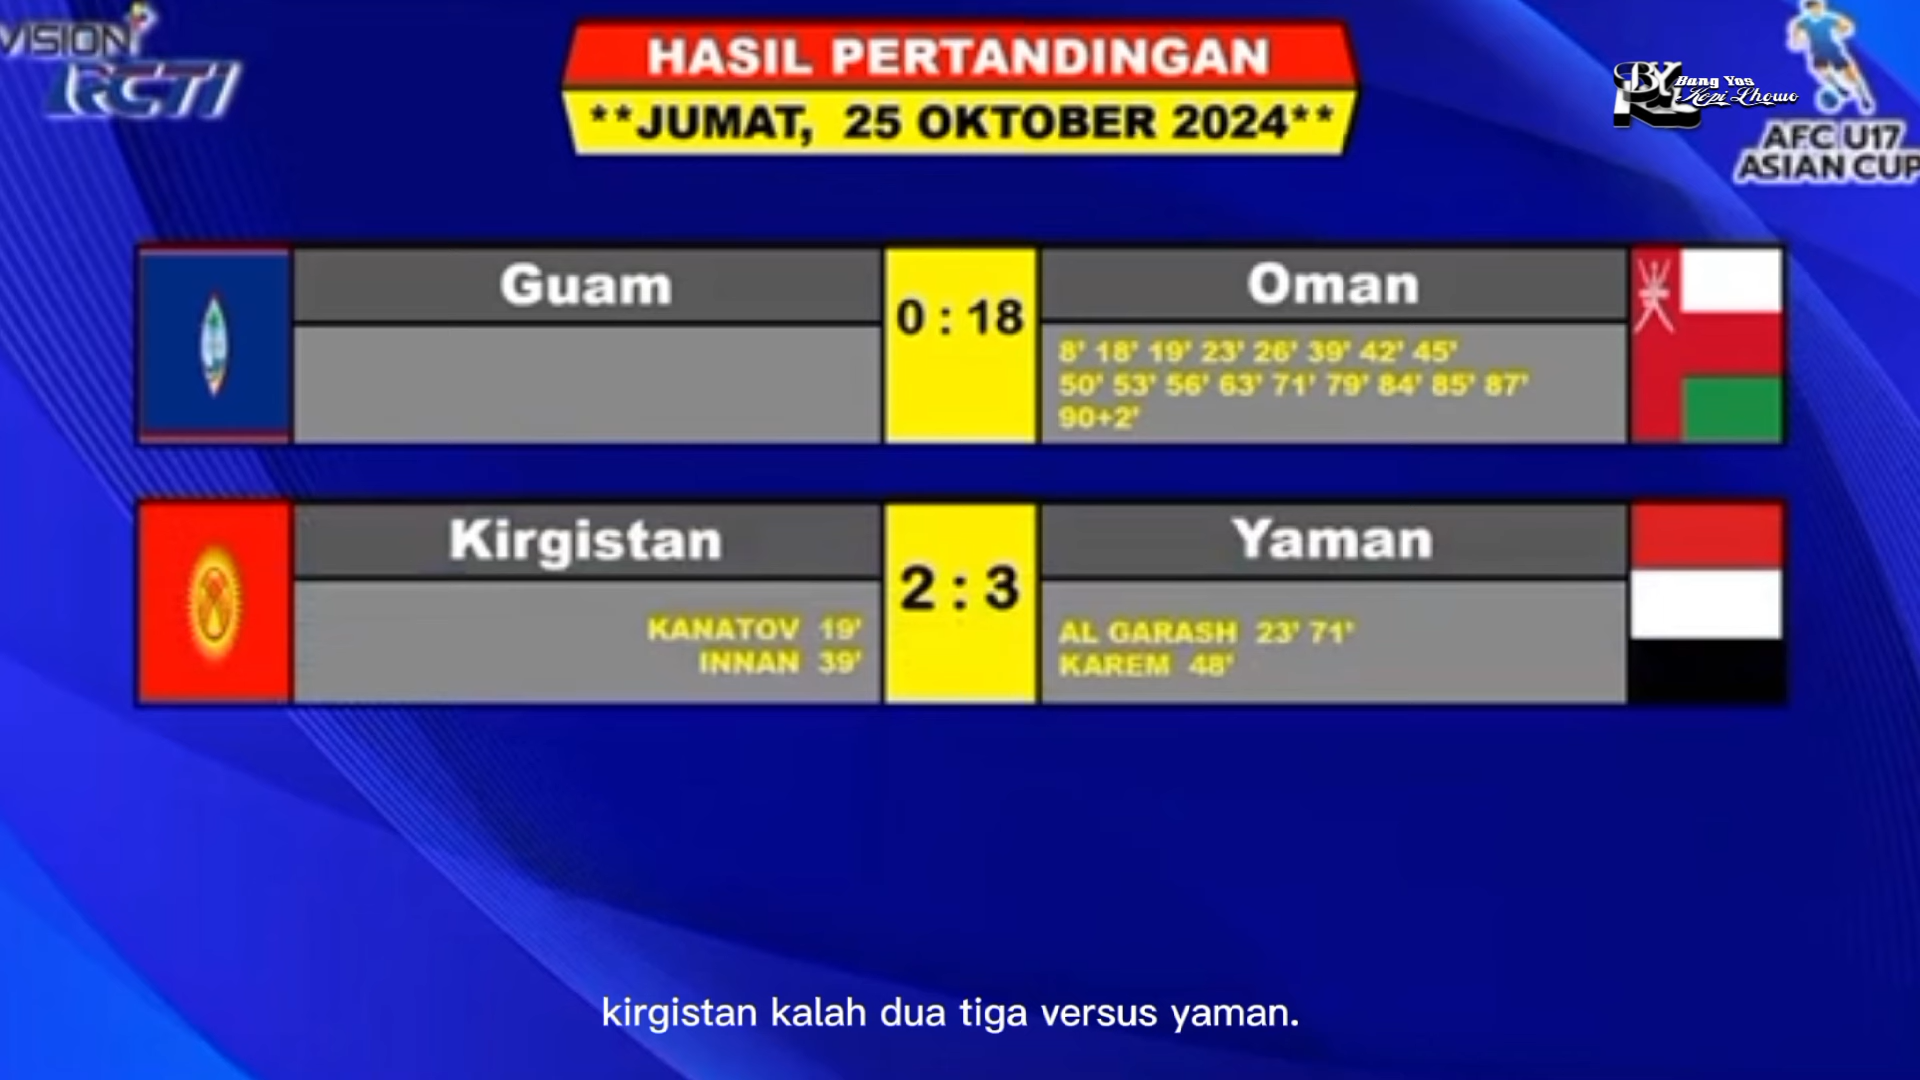 VISION+
RCTI
HASIL PERTANDINGAN
**JUMAT, 25 OKTOBER 2024**
Bang Yos
Kopi Lhowo
AFC U17
ASIAN CUP
Guam
0 : 18
Oman
8' 18' 19' 23' 26' 39' 42' 45'
50' 53' 56' 63' 71' 79' 84' 85' 87'
90+2'
Kirgistan
2 : 3
Yaman
KANATOV 19'
INNAN 39'
AL GARASH 23' 71'
KAREM 48'
kirgistan kalah dua tiga versus yaman.